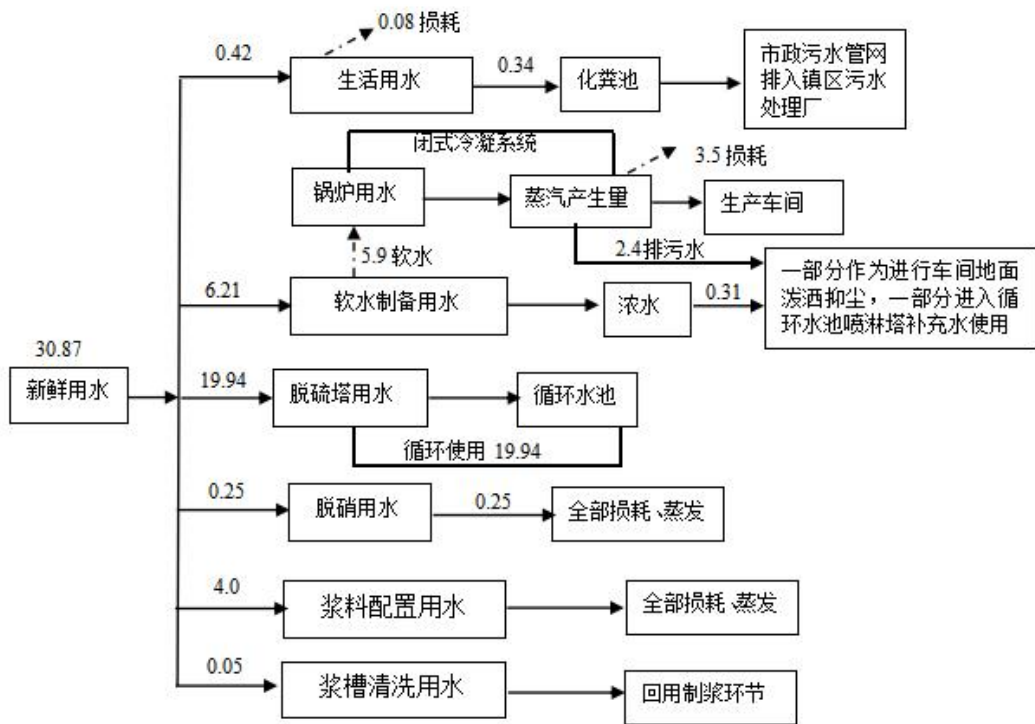 0.08 损耗
0.42
生活用水
0.34
化粪池
市政污水管网
排入镇区污水
处理厂
闭式冷凝系统
3.5 损耗
锅炉用水
蒸汽产生量
生产车间
5.9 软水
2.4排污水
6.21
软水制备用水
浓水
0.31
一部分作为进行车间地面
泼洒抑尘，一部分进入循
环水池喷淋塔补充水使用
30.87
新鲜用水
19.94
脱硫塔用水
循环水池
循环使用 19.94
0.25
脱硝用水
0.25
全部损耗、蒸发
4.0
浆料配置用水
全部损耗、蒸发
0.05
浆槽清洗用水
回用制浆环节